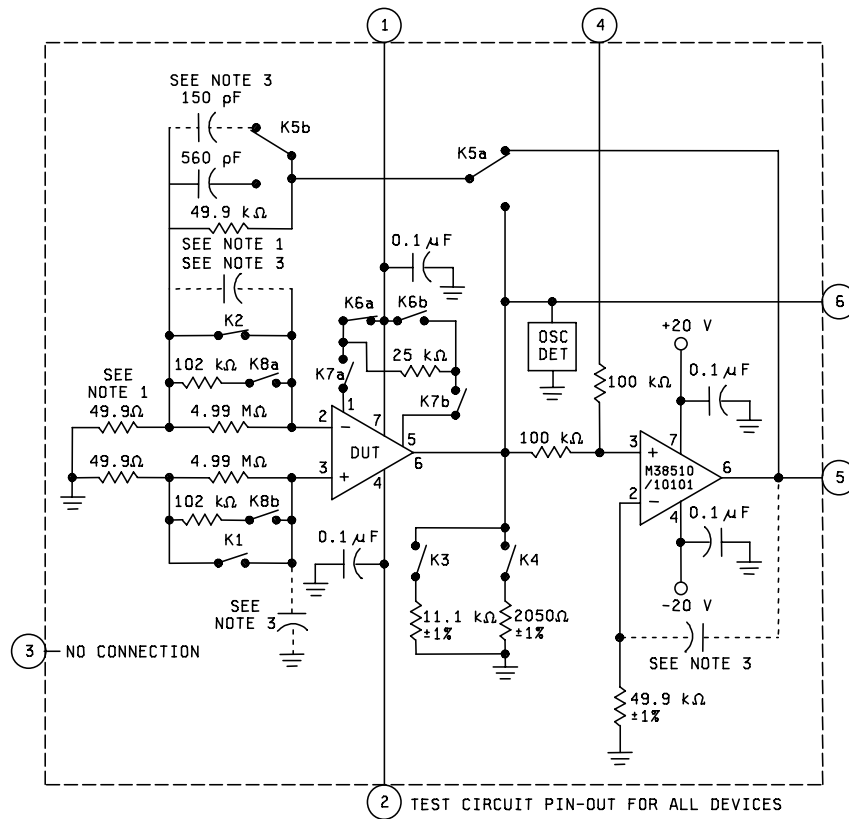 1
4
SEE NOTE 3
150 pF
K5b
K5a
560 pF
49.9 kΩ
SEE NOTE 1
SEE NOTE 3
0.1 μF
K6a
K6b
6
K2
+20 V
OSC
DET
102 kΩ
K8a
25 kΩ
0.1 μF
K7a
100 kΩ
SEE
NOTE 1
K7b
49.9Ω
4.99 MΩ
1
7
2
−
5
DUT
6
100 kΩ
3
+
7
49.9Ω
4.99 MΩ
3
+
4
M38510
/10101
6
5
2
−
102 kΩ
K8b
4
0.1 μF
K1
0.1 μF
K3
K4
-20 V
SEE
NOTE 3
11.1 kΩ
±1%
2050Ω
±1%
3
NO CONNECTION
SEE NOTE 3
49.9 kΩ
±1%
2
TEST CIRCUIT PIN-OUT FOR ALL DEVICES